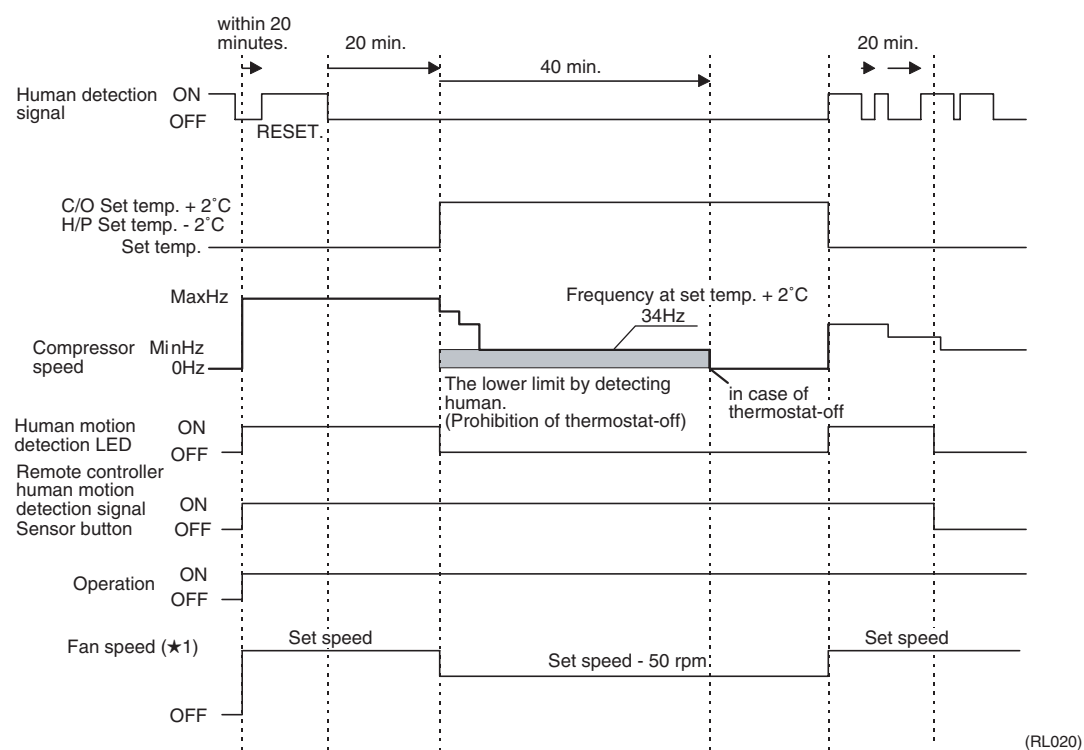 within 20
minutes.
20 min.
40 min.
20 min.
Human detection
signal
ON
OFF
RESET.
C/O Set temp. + 2˚C
H/P Set temp. - 2˚C
Set temp.
MaxHz
Frequency at set temp. + 2˚C
34Hz
Compressor
speed
MinHz
0Hz
The lower limit by detecting
human.
(Prohibition of thermostat-off)
in case of
thermostat-off
Human motion
detection LED
ON
OFF
Remote controller
human motion
detection signal
Sensor button
ON
OFF
Operation
ON
OFF
Fan speed (★1)
Set speed
Set speed - 50 rpm
Set speed
OFF
(RL020)